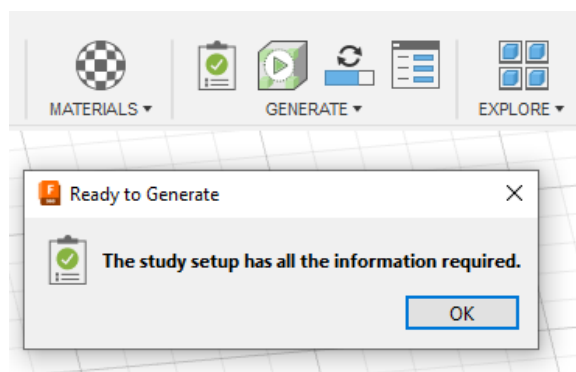 MATERIALS ▾ GENERATE ▾ EXPLORE ▾
Ready to Generate
The study setup has all the information required.
OK